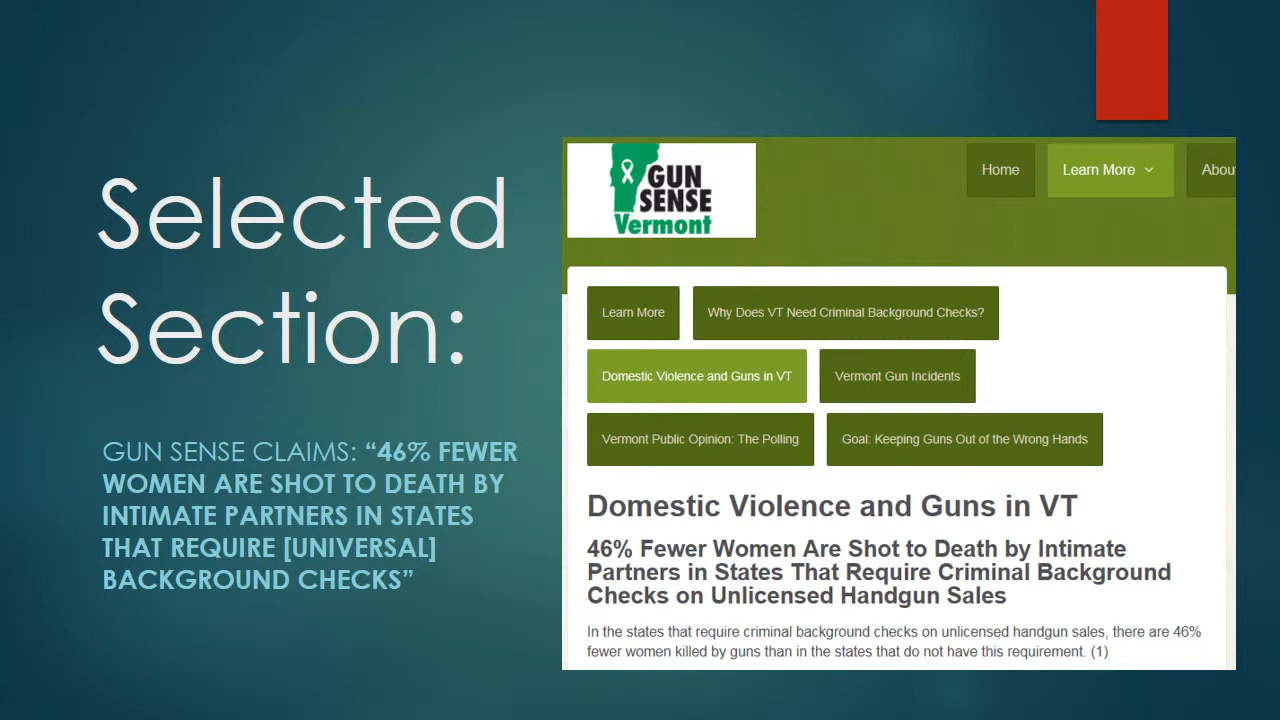 Selected
Section:
GUN SENSE CLAIMS: “46% FEWER
WOMEN ARE SHOT TO DEATH BY
INTIMATE PARTNERS IN STATES
THAT REQUIRE [UNIVERSAL]
BACKGROUND CHECKS”
GUN
SENSE
Vermont
Home
Learn More
Abou
Learn More
Why Does VT Need Criminal Background Checks?
Domestic Violence and Guns in VT
Vermont Gun Incidents
Vermont Public Opinion: The Polling
Goal: Keeping Guns Out of the Wrong Hands
Domestic Violence and Guns in VT
46% Fewer Women Are Shot to Death by Intimate
Partners in States That Require Criminal Background
Checks on Unlicensed Handgun Sales
In the states that require criminal background checks on unlicensed handgun sales, there are 46%
fewer women killed by guns than in the states that do not have this requirement. (1)